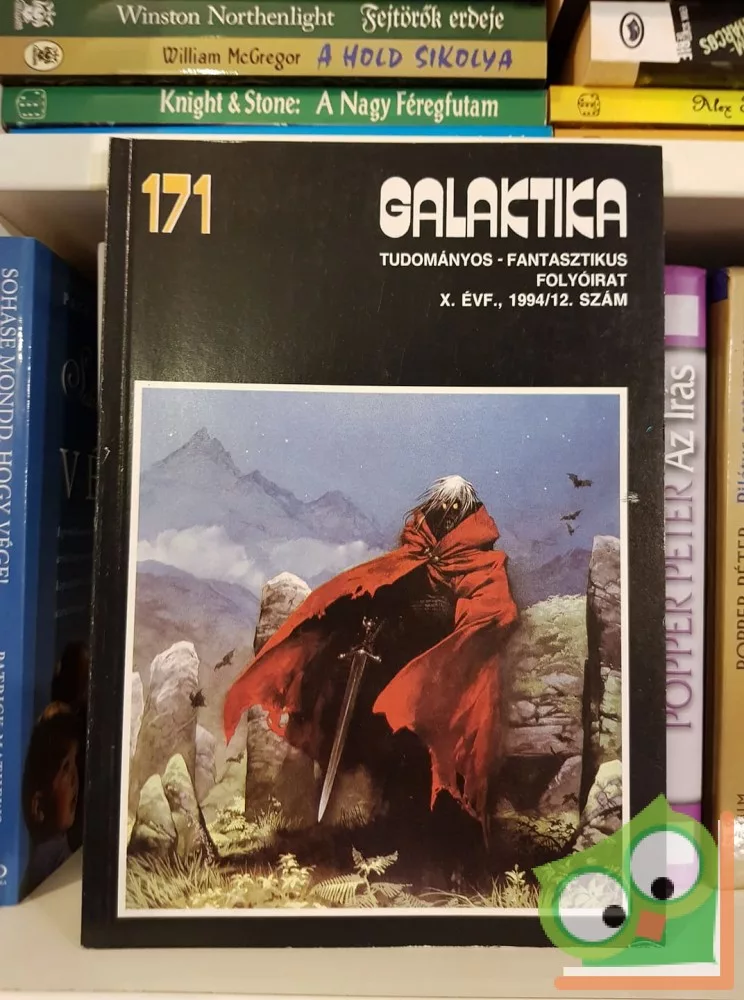 Winston Northenlight Fejtörők erdeje
William McGregor A HOLD SIKOLYA
Knight & Stone: A Nagy Féregfutam
Alex
171
GALAKTIKA
TUDOMÁNYOS - FANTASZTIKUS
FOLYÓIRAT
X. ÉVF., 1994/12. SZÁM
SOHASE MONDD, HOGY VÉGE!
POPPER PÉTER Az Írás
POPPER PÉTER